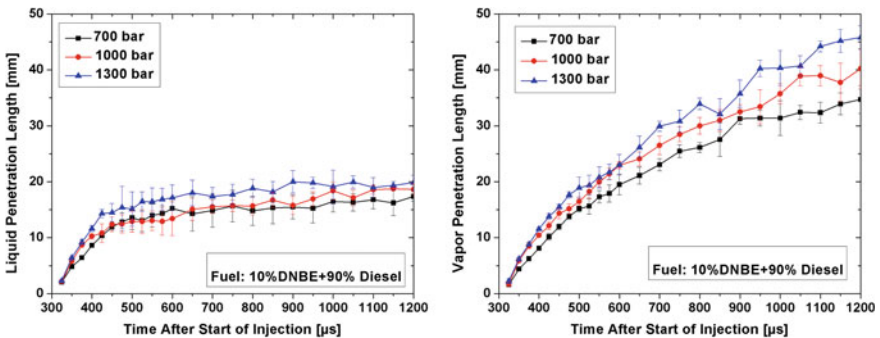 50
40
30
20
10
0
Liquid Penetration Length [mm]
700 bar
1000 bar
1300 bar
Fuel: 10%DNBE+90% Diesel
300 400 500 600 700 800 900 1000 1100 1200
Time After Start of Injection [µs]
50
40
30
20
10
0
Vapor Penetration Length [mm]
700 bar
1000 bar
1300 bar
Fuel: 10%DNBE+90% Diesel
300 400 500 600 700 800 900 1000 1100 1200
Time After Start of Injection [µs]